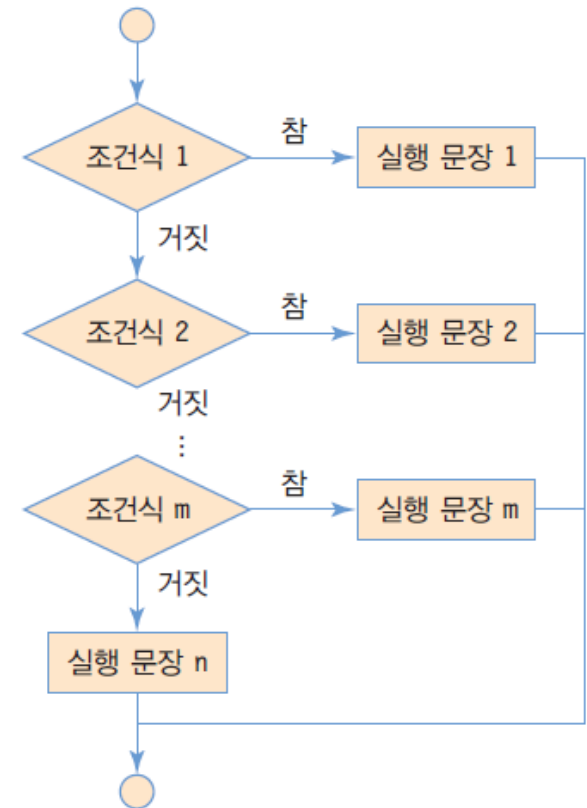 참
조건식 1
실행 문장 1
거짓
참
조건식 2
실행 문장 2
거짓
⋮
참
조건식 m
실행 문장 m
거짓
실행 문장 n